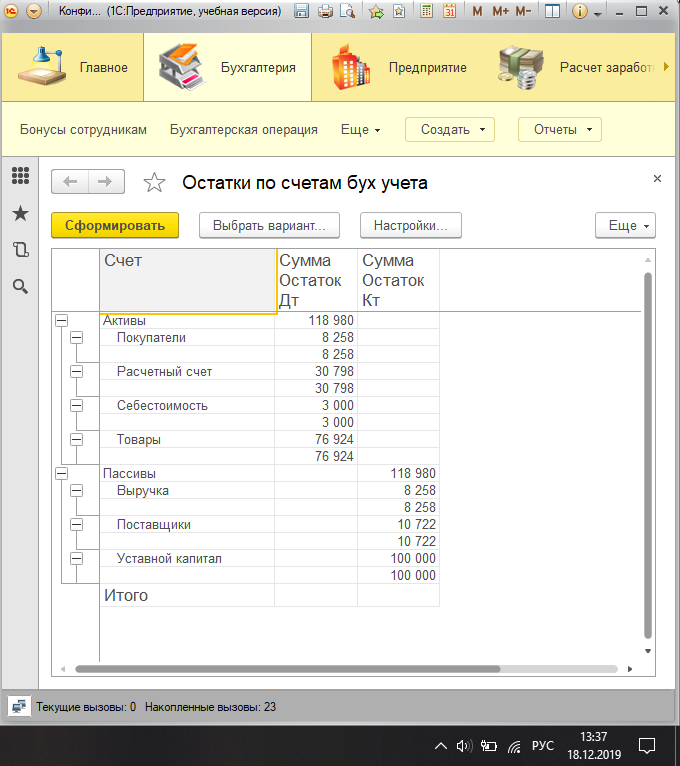 Конфи... (1С:Предприятие, учебная версия)
M M+ M-
Главное Бухгалтерия Предприятие Расчет заработ
Бонусы сотрудникам Бухгалтерская операция Еще Создать Отчеты
Остатки по счетам бух учета
Сформировать Выбрать вариант... Настройки... Еще
Счет Сумма Остаток Дт Сумма Остаток Кт
Активы 118 980
Покупатели 8 258
8 258
Расчетный счет 30 798
30 798
Себестоимость 3 000
3 000
Товары 76 924
76 924
Пассивы 118 980
Выручка 8 258
8 258
Поставщики 10 722
10 722
Уставной капитал 100 000
100 000
Итого
Текущие вызовы: 0 Накопленные вызовы: 23
РУС 13:37
18.12.2019